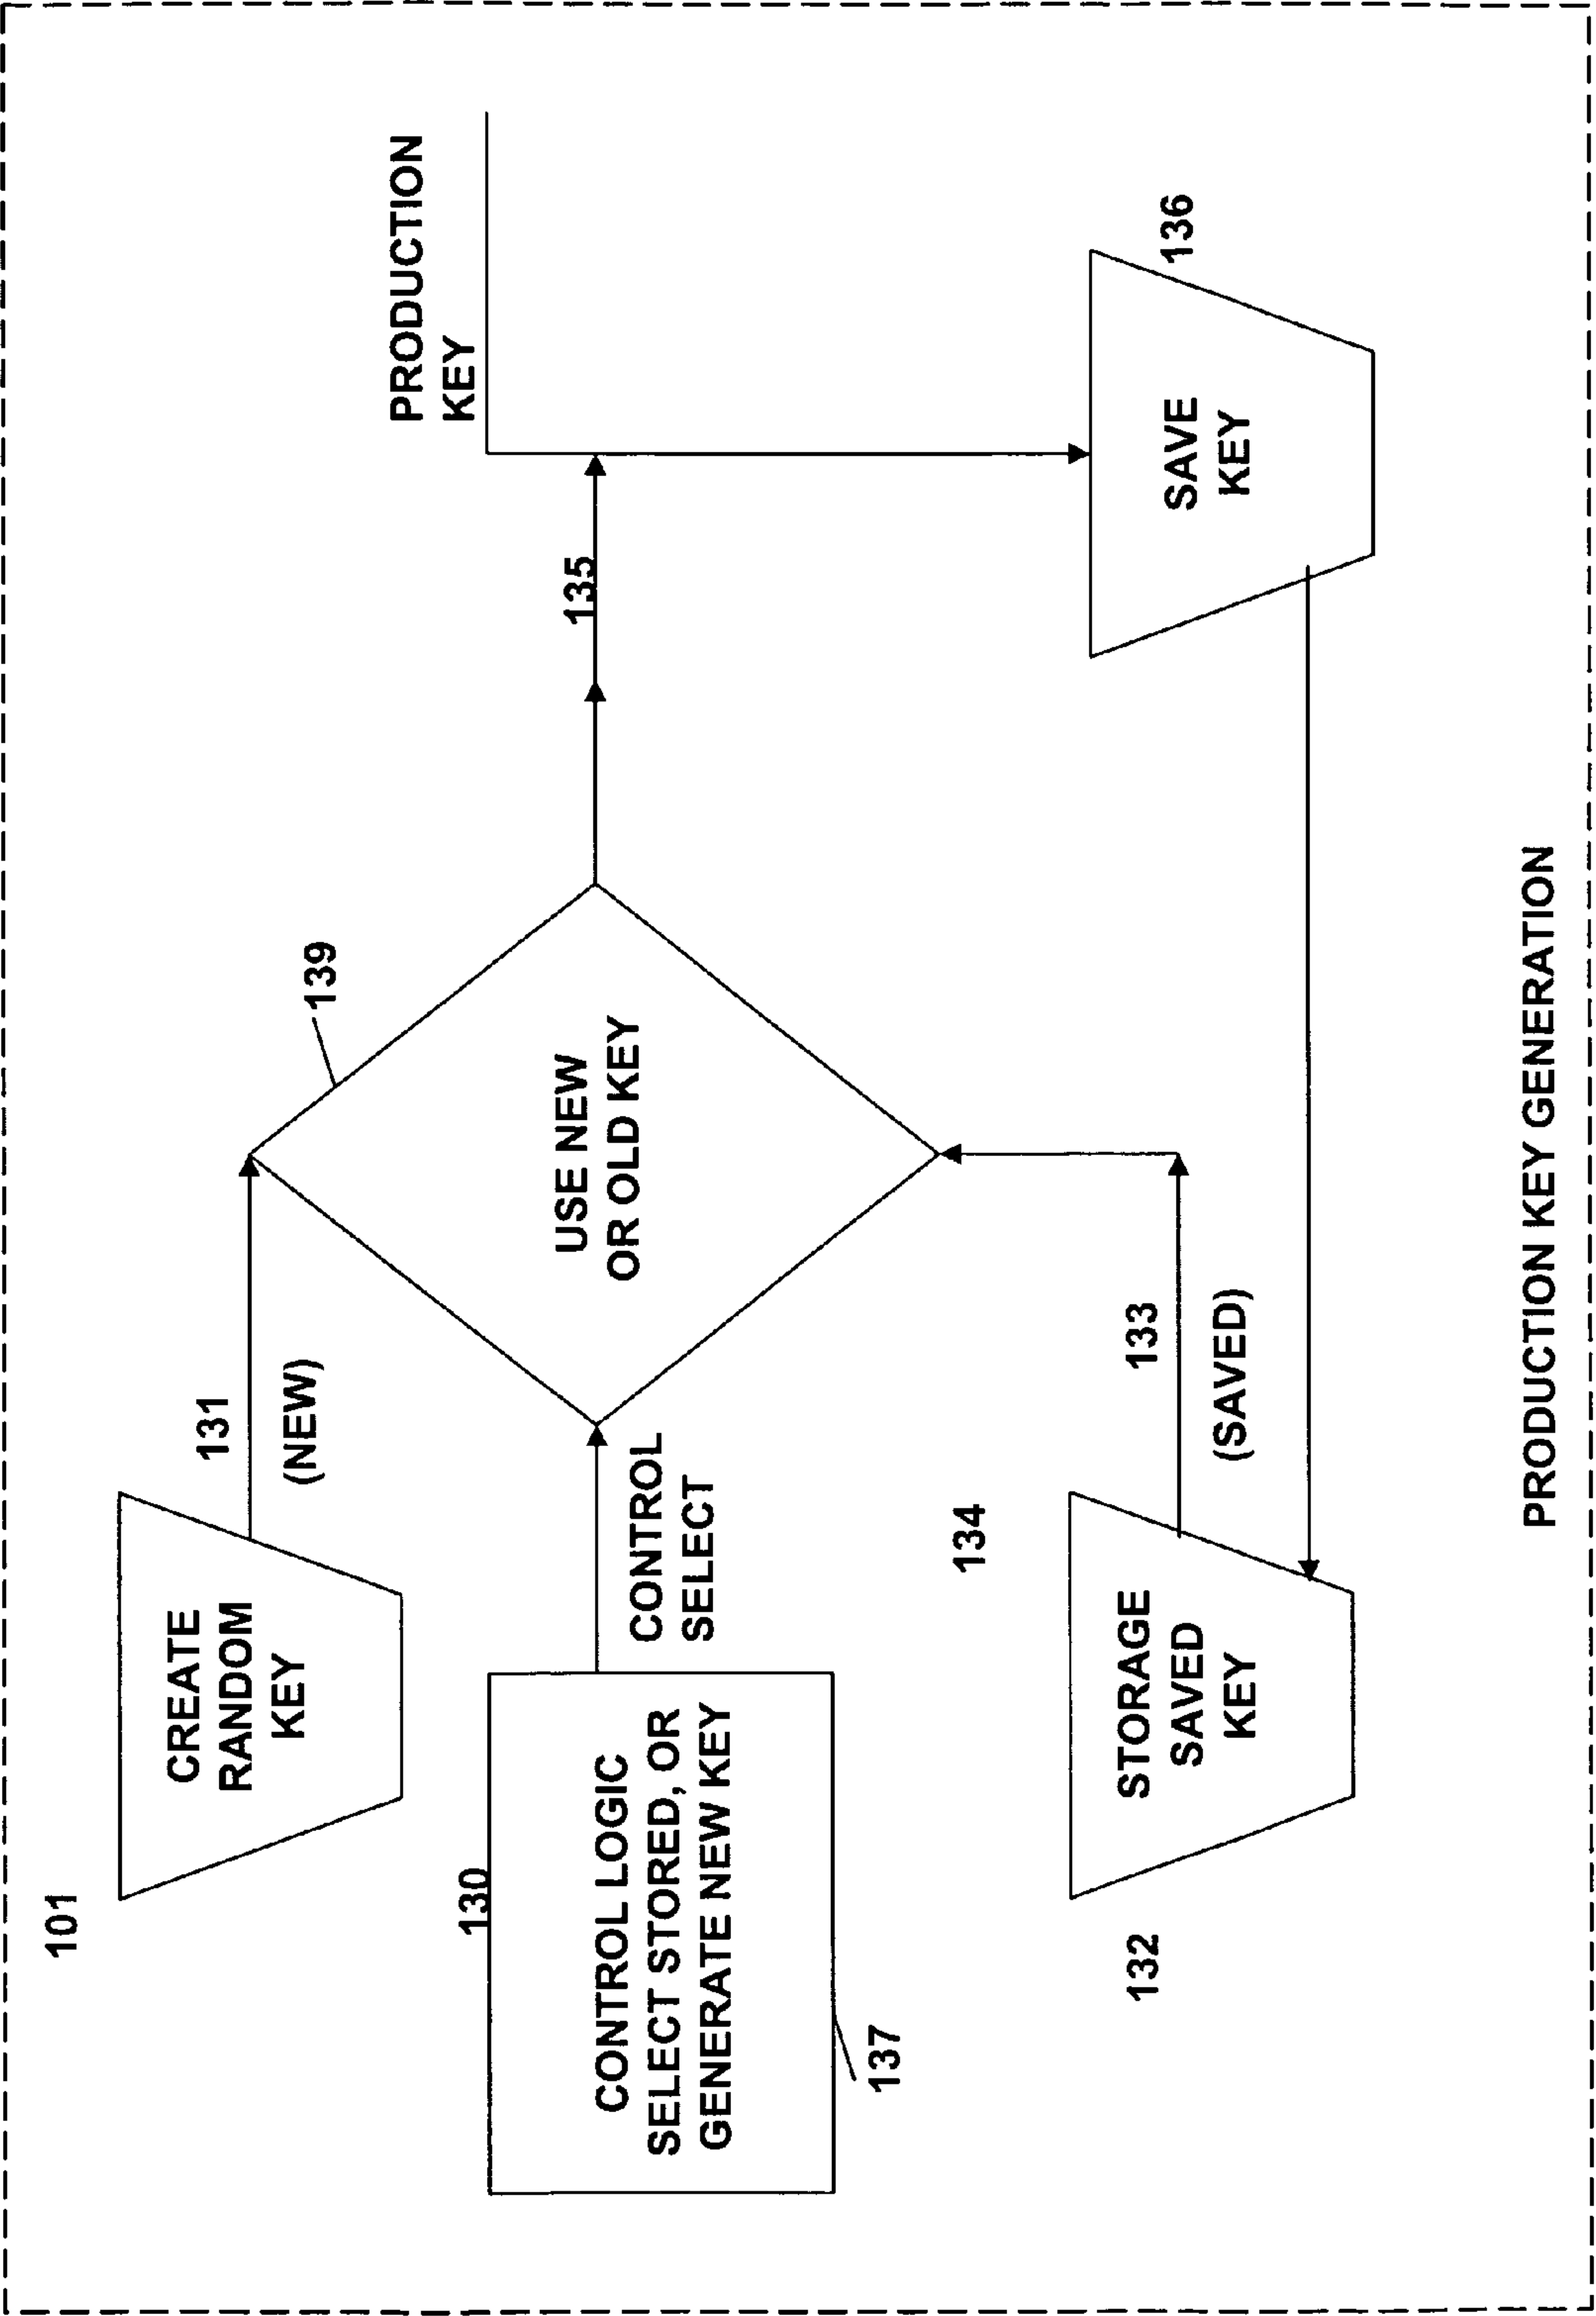 101
CREATE
RANDOM
KEY
131
(NEW)
139
PRODUCTION
KEY
130
CONTROL LOGIC
SELECT STORED, OR
GENERATE NEW KEY
137
CONTROL
SELECT
USE NEW
OR OLD KEY
135
132
STORAGE
SAVED
KEY
134
133
(SAVED)
SAVE
KEY
136
PRODUCTION KEY GENERATION